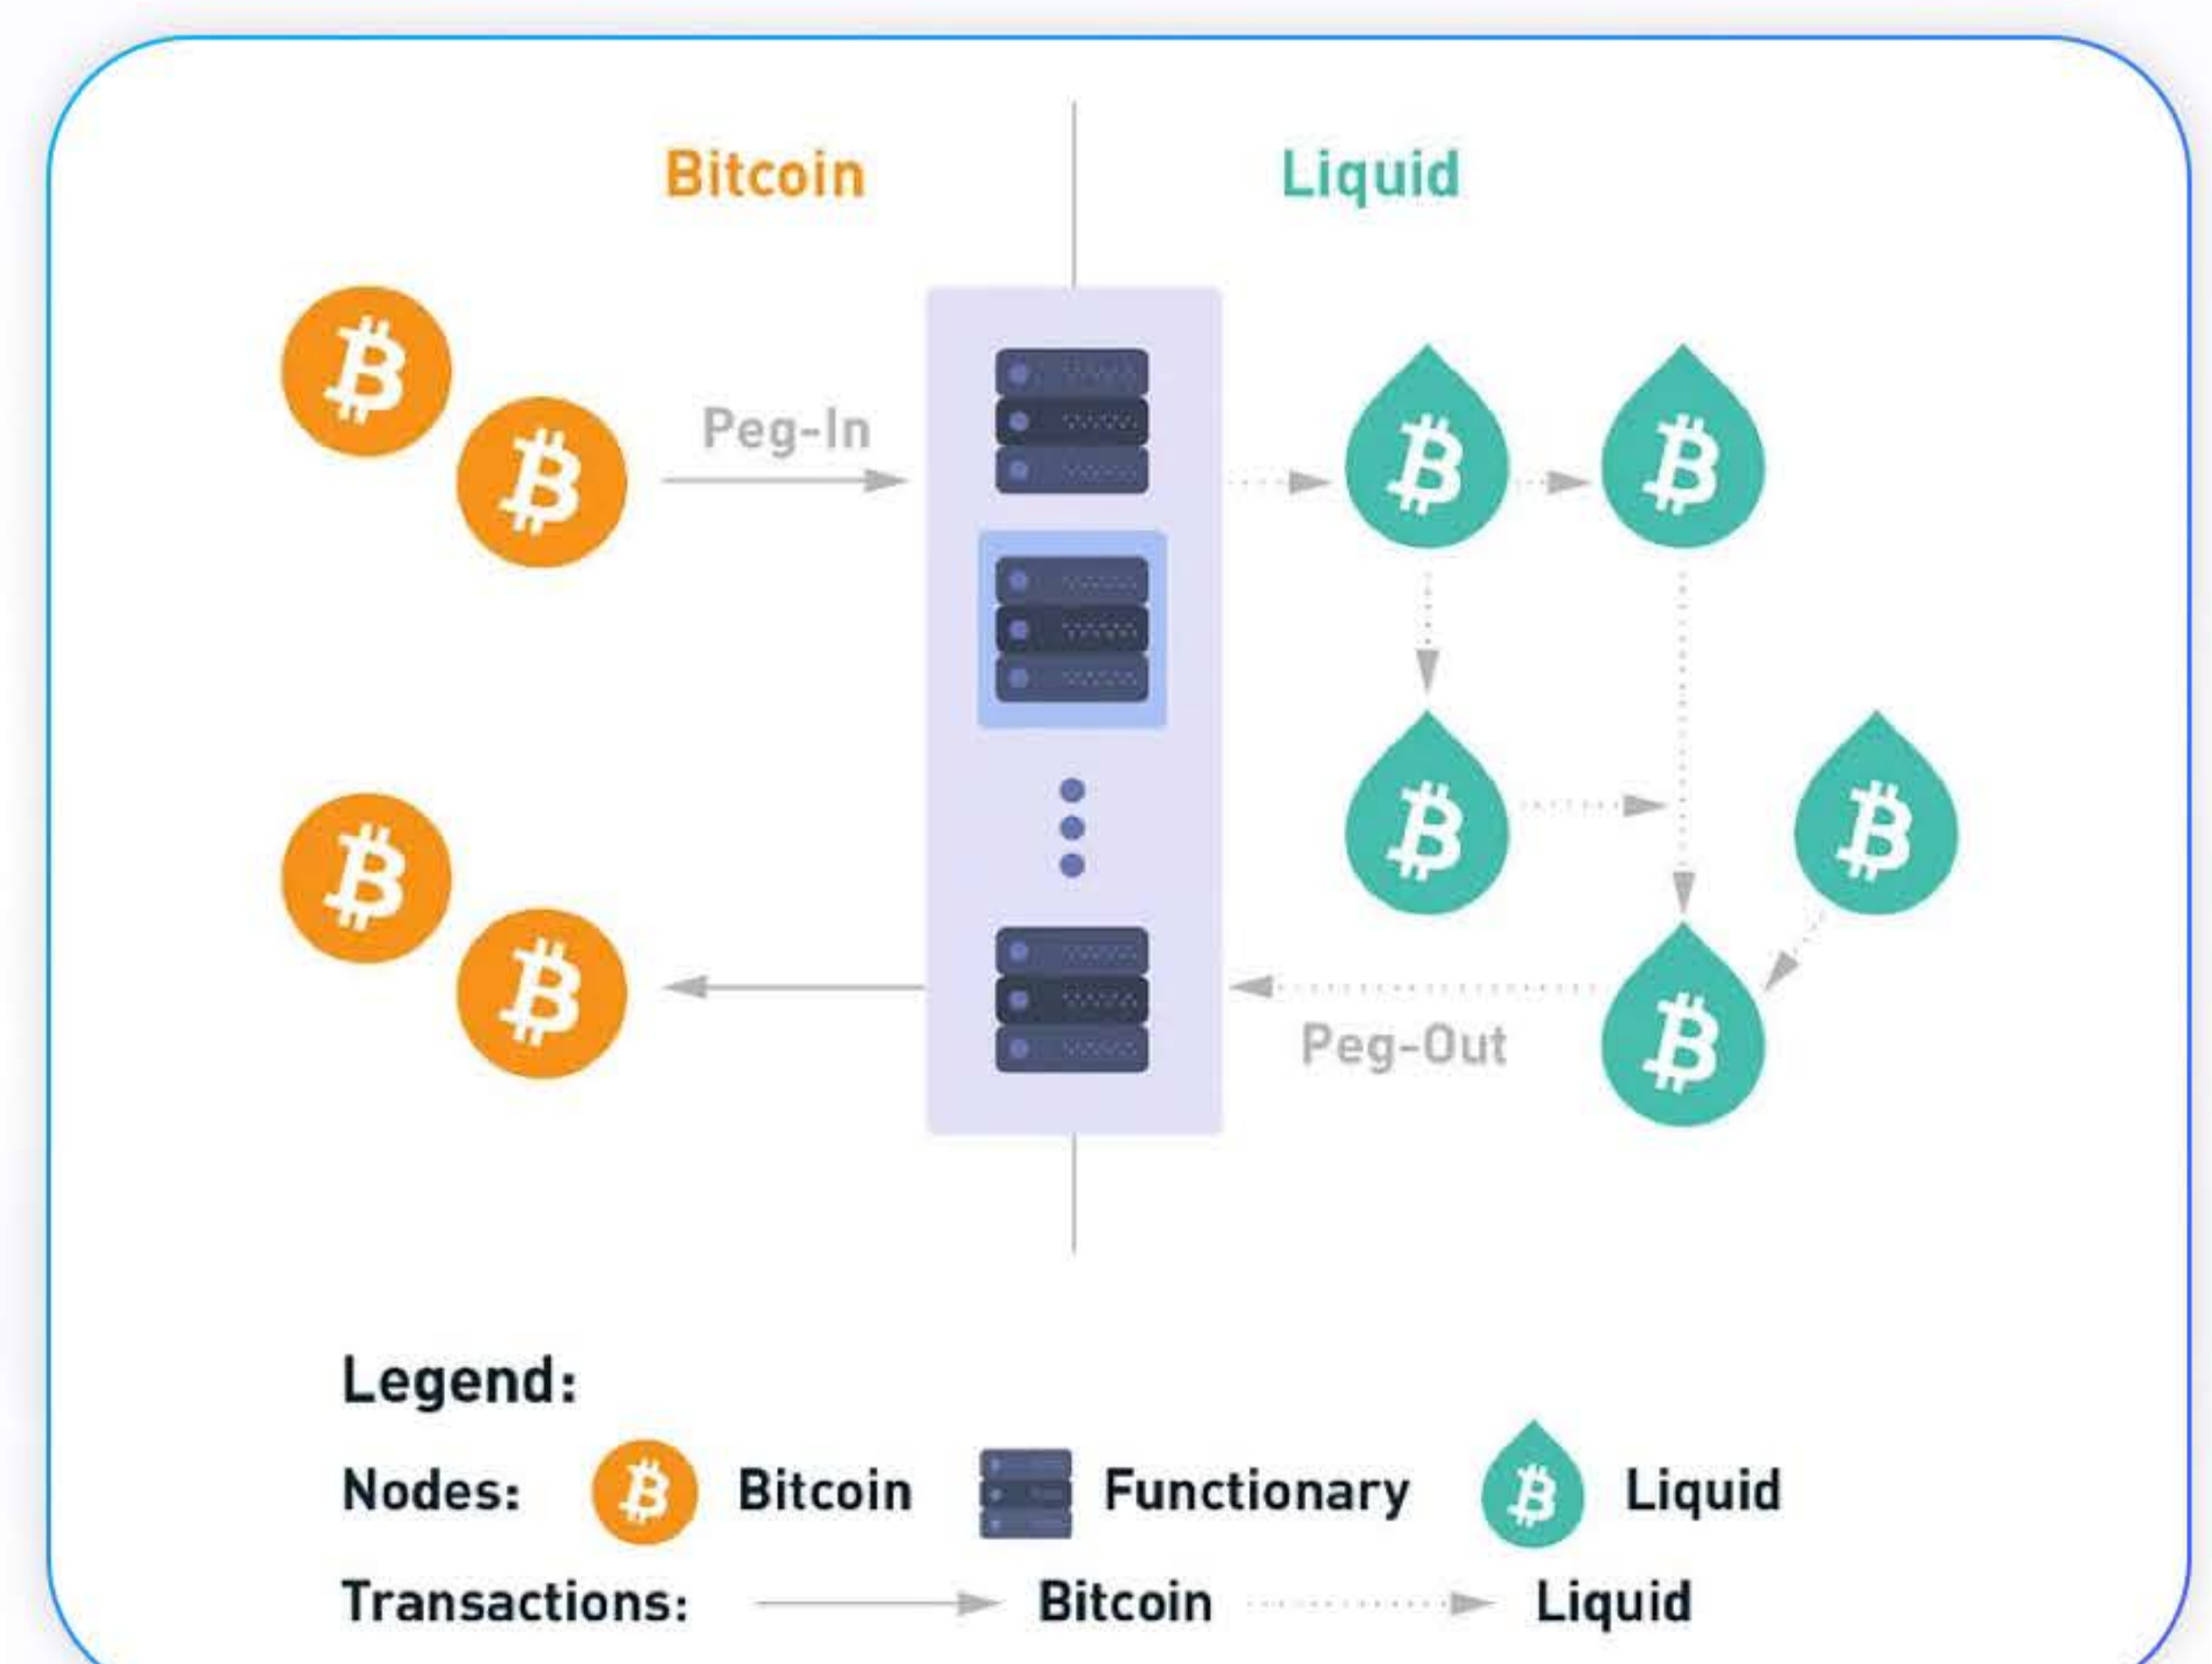 Bitcoin
Liquid
Peg-In
Peg-Out
Legend:
Nodes: Bitcoin Functionary Liquid
Transactions: Bitcoin Liquid